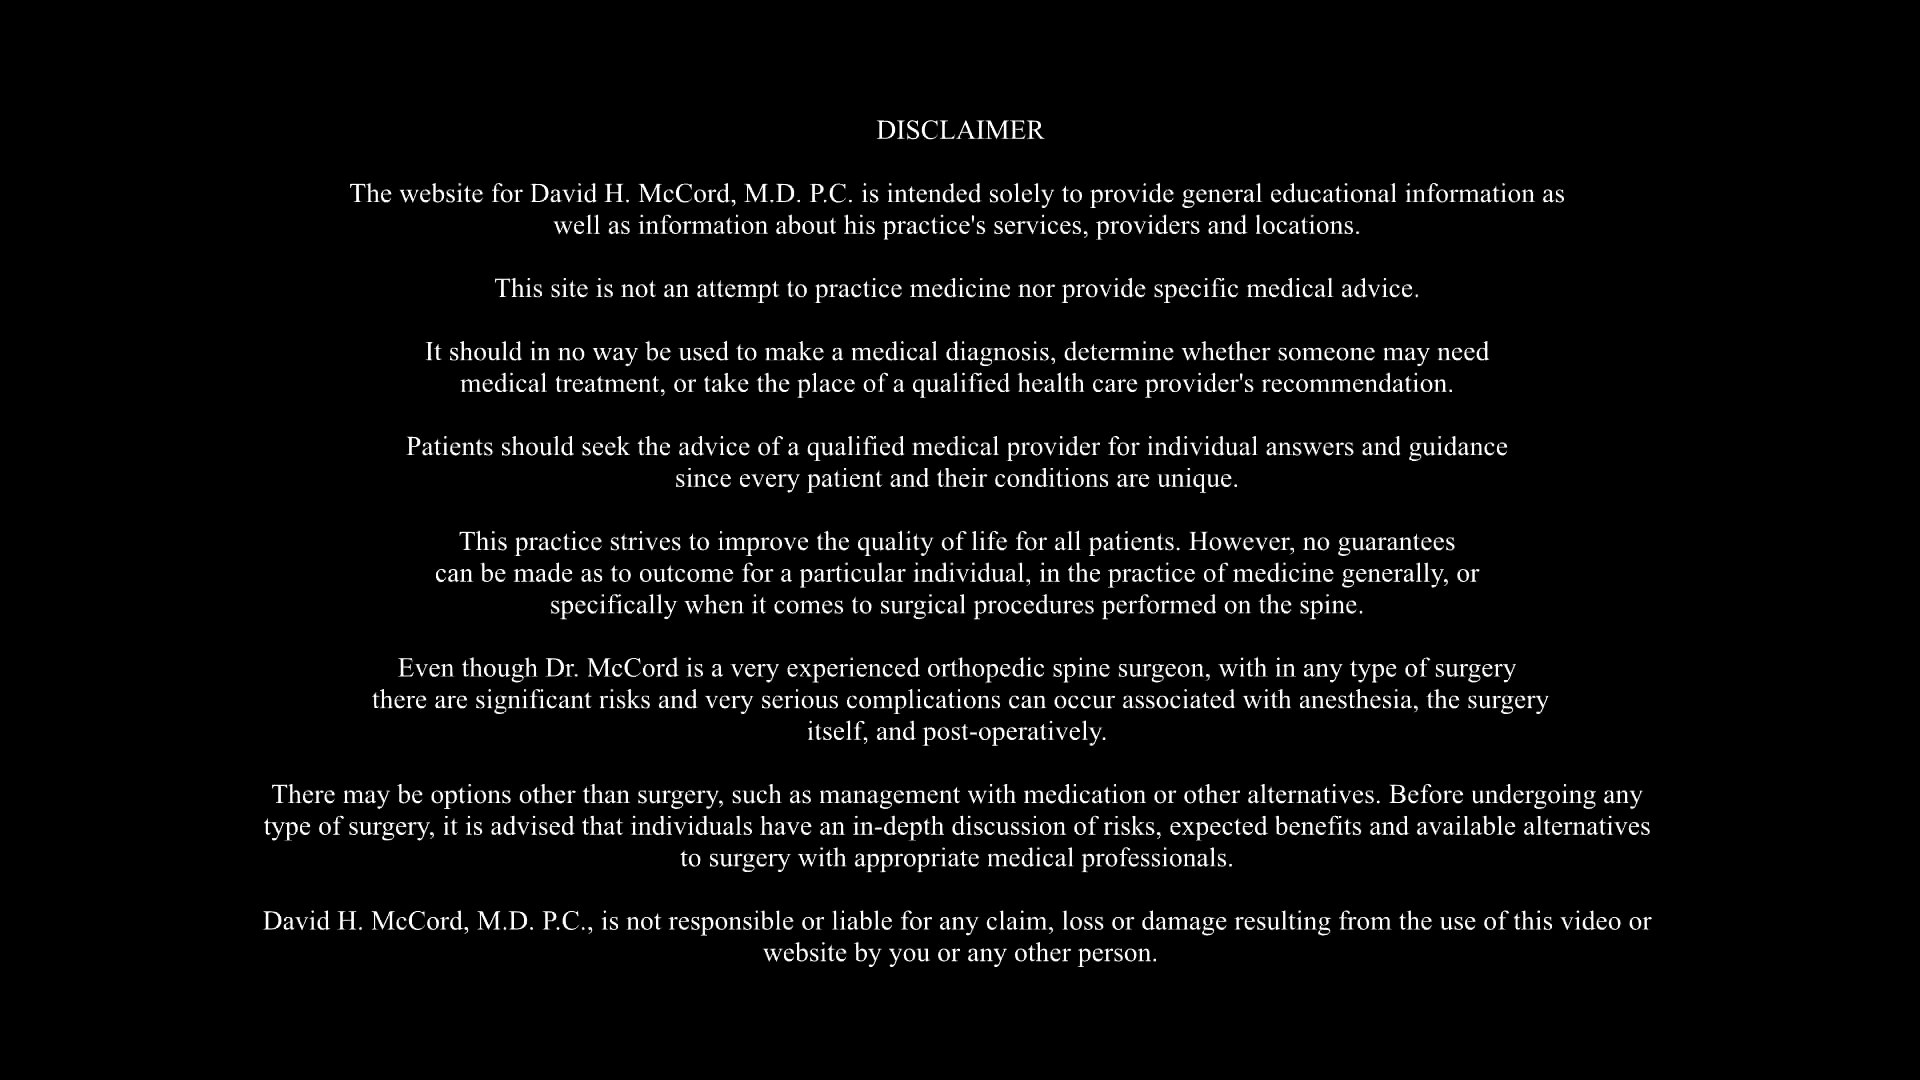 DISCLAIMER
The website for David H. McCord, M.D. P.C. is intended solely to provide general educational information as
well as information about his practice's services, providers and locations.
This site is not an attempt to practice medicine nor provide specific medical advice.
It should in no way be used to make a medical diagnosis, determine whether someone may need
medical treatment, or take the place of a qualified health care provider's recommendation.
Patients should seek the advice of a qualified medical provider for individual answers and guidance
since every patient and their conditions are unique.
This practice strives to improve the quality of life for all patients. However, no guarantees
can be made as to outcome for a particular individual, in the practice of medicine generally, or
specifically when it comes to surgical procedures performed on the spine.
Even though Dr. McCord is a very experienced orthopedic spine surgeon, with in any type of surgery
there are significant risks and very serious complications can occur associated with anesthesia, the surgery
itself, and post-operatively.
There may be options other than surgery, such as management with medication or other alternatives. Before undergoing any
type of surgery, it is advised that individuals have an in-depth discussion of risks, expected benefits and available alternatives
to surgery with appropriate medical professionals.
David H. McCord, M.D. P.C., is not responsible or liable for any claim, loss or damage resulting from the use of this video or
website by you or any other person.